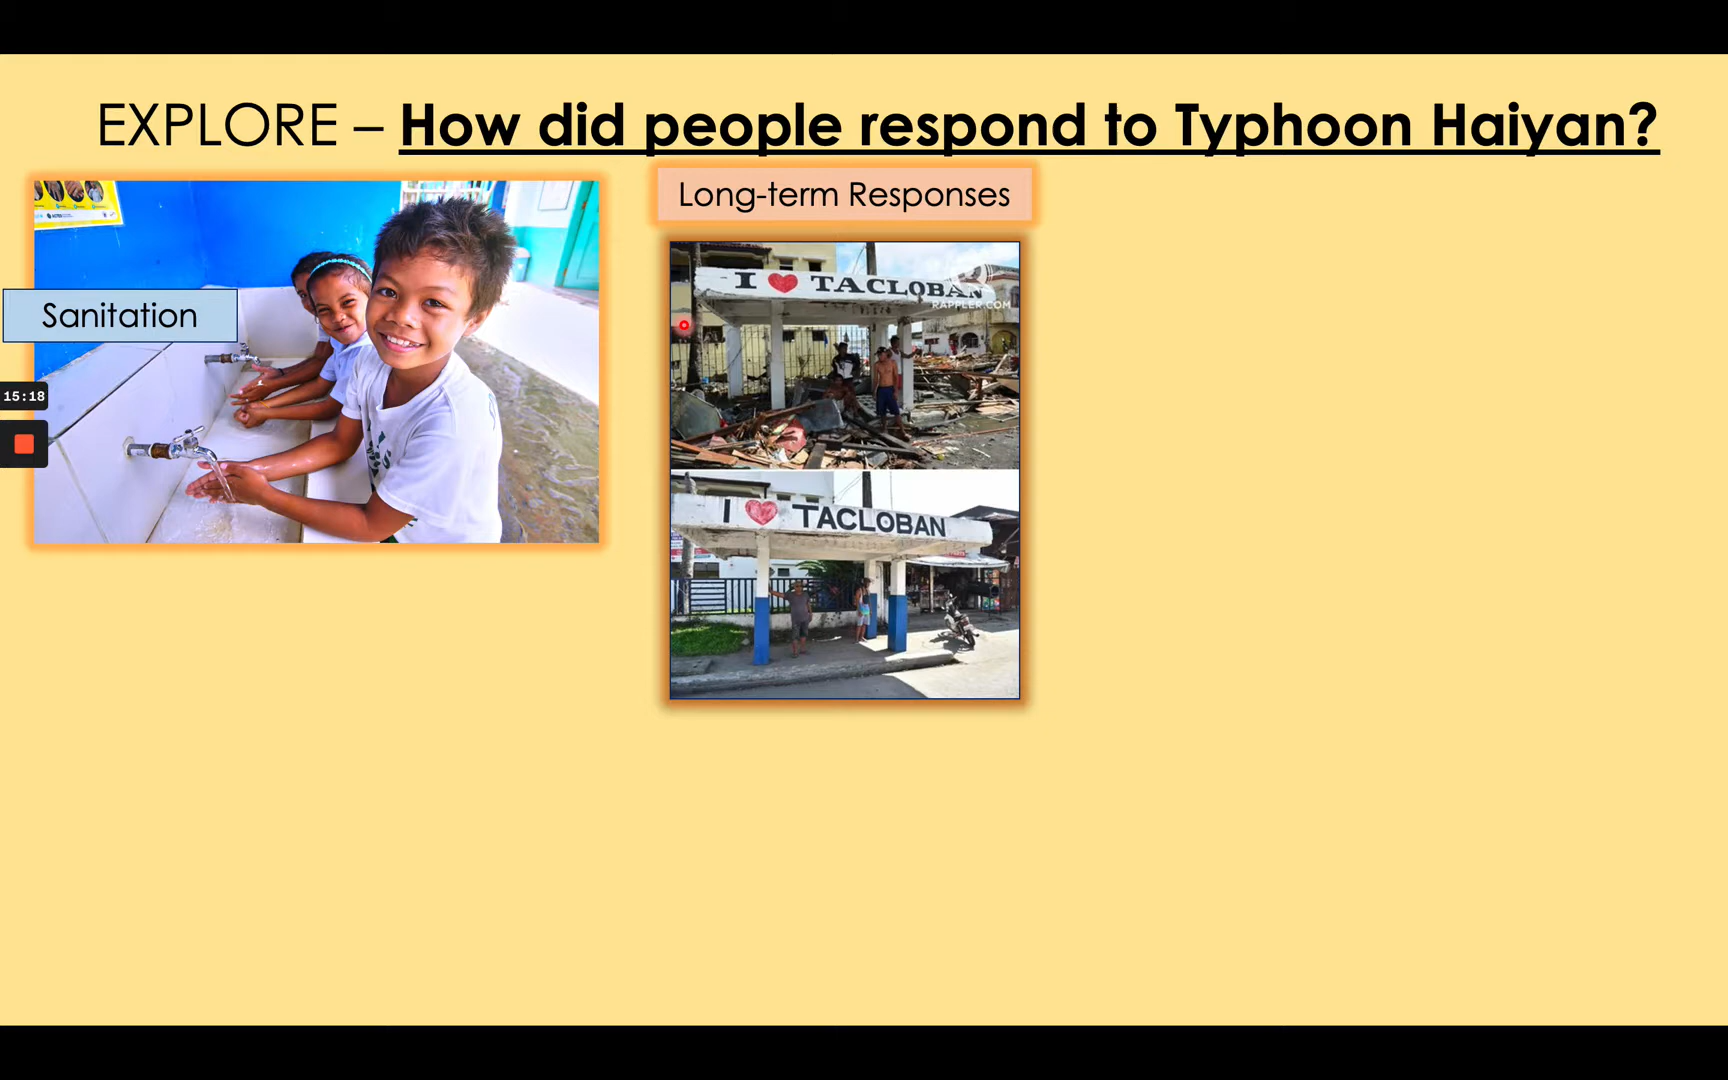 EXPLORE – How did people respond to Typhoon Haiyan?
Long-term Responses
Sanitation
15:18
I ❤ TACLOBAN
RAPPLER.COM
I ❤ TACLOBAN